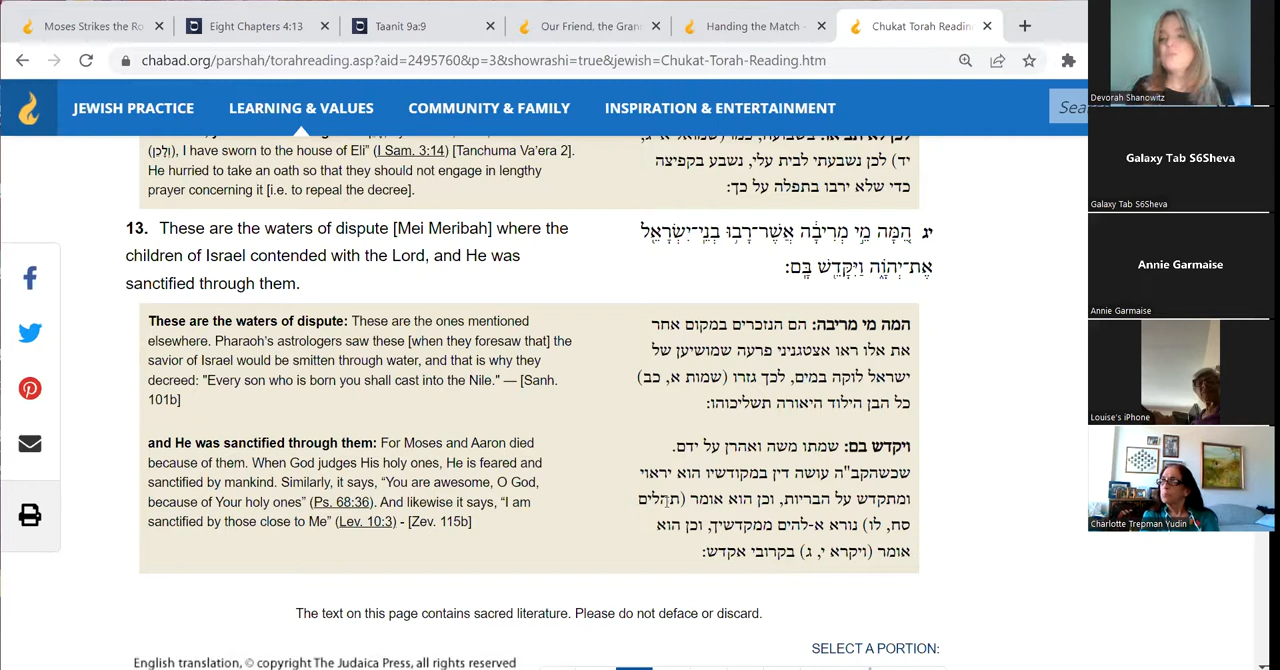 Moses Strikes the Ro
Eight Chapters 4:13
Taanit 9a:9
Our Friend, the Gran
Handing the Match -
Chukat Torah Readin
chabad.org/parshah/torahreading.asp?aid=2495760&p=3&showrashi=true&jewish=Chukat-Torah-Reading.htm
JEWISH PRACTICE
LEARNING & VALUES
COMMUNITY & FAMILY
INSPIRATION & ENTERTAINMENT
Sea
(וְלָכֵן), I have sworn to the house of Eli” (I Sam. 3:14) [Tanchuma Va’era 2].
He hurried to take an oath so that they should not engage in lengthy
prayer concerning it [i.e. to repeal the decree].
לכן לא תביאו: בשבועה, כמו (שמואל א׳ ג,
יד) לכן נשבעתי לבית עלי, נשבע בקפיצה
כדי שלא ירבו בתפלה על כך:
13. These are the waters of dispute [Mei Meribah] where the
children of Israel contended with the Lord, and He was
sanctified through them.
יג הֵ֚מָּה מֵ֣י מְרִיבָ֔ה אֲשֶׁר־רָב֥וּ בְנֵֽי־יִשְׂרָאֵ֖ל
אֶת־יְהֹוָ֑ה וַיִּקָּדֵ֖שׁ בָּֽם:
These are the waters of dispute: These are the ones mentioned
elsewhere. Pharaoh’s astrologers saw these [when they foresaw that] the
savior of Israel would be smitten through water, and that is why they
decreed: "Every son who is born you shall cast into the Nile." — [Sanh.
101b]
המה מי מריבה: הם הנזכרים במקום אחר
את אלו ראו אצטגניני פרעה שמושיען של
ישראל לוקה במים, לכך גזרו (שמות א, כב)
כל הבן הילוד היאורה תשליכוהו:
and He was sanctified through them: For Moses and Aaron died
because of them. When God judges His holy ones, He is feared and
sanctified by mankind. Similarly, it says, “You are awesome, O God,
because of Your holy ones” (Ps. 68:36). And likewise it says, “I am
sanctified by those close to Me” (Lev. 10:3) - [Zev. 115b]
ויקדש בם: שמתו משה ואהרן על ידם.
שכשהקב"ה עושה דין במקודשיו הוא יראוי
ומתקדש על הבריות, וכן הוא אומר (תהלים
סח, לו) נורא א-להים ממקדשיך, וכן הוא
אומר (ויקרא י, ג) בקרובי אקדש:
The text on this page contains sacred literature. Please do not deface or discard.
SELECT A PORTION:
English translation, © copyright The Judaica Press, all rights reserved
Devorah Shanowitz
Galaxy Tab S6Sheva
Galaxy Tab S6Sheva
Annie Garmaise
Annie Garmaise
Louise's iPhone
Charlotte Trepman Yudin